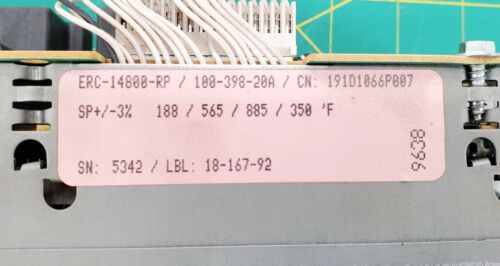 ERC-14800-RP / 100-398-20A / CN: 191D1066P007
SP+/-3% 188 / 565 / 885 / 350 'F
SN: 5342 / LBL: 18-167-92
9638